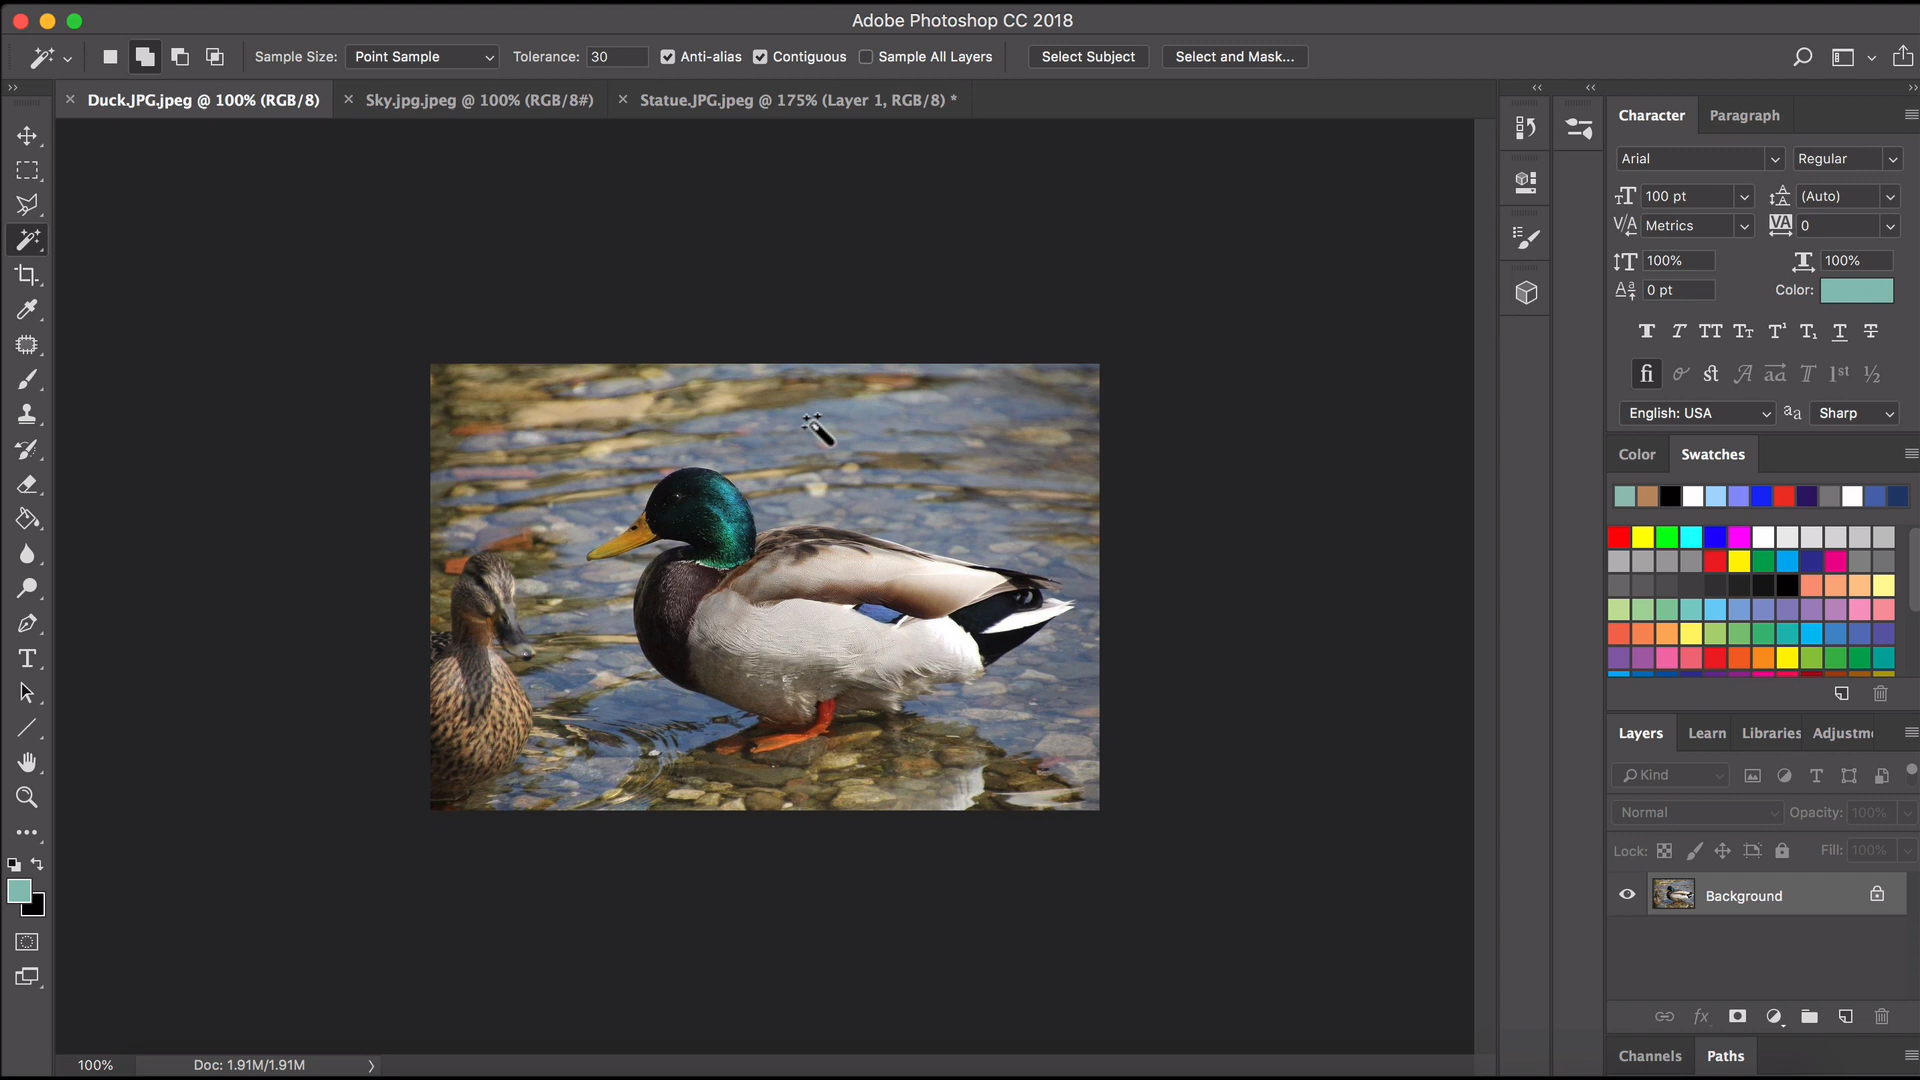 Adobe Photoshop CC 2018
Sample Size: Point Sample Tolerance: 30 Anti-alias Contiguous Sample All Layers Select Subject Select and Mask...
Duck.JPG.jpeg @ 100% (RGB/8) Sky.jpg.jpeg @ 100% (RGB/8#) Statue.JPG.jpeg @ 175% (Layer 1, RGB/8) *
Character Paragraph
Arial Regular
100 pt (Auto)
Metrics 0
100% 100%
0 pt Color:
English: USA Sharp
Color Swatches
Layers Learn Libraries Adjustm
Kind
Normal Opacity: 100%
Lock: Fill: 100%
Background
Channels Paths
100% Doc: 1.91M/1.91M